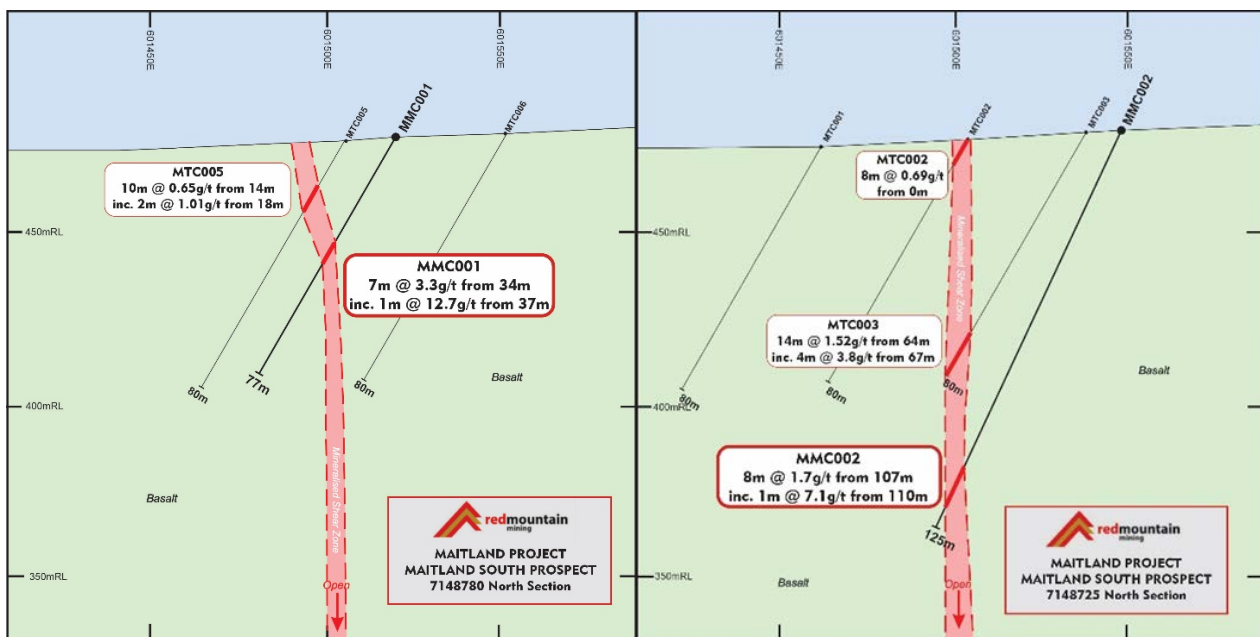 601450E
601500E
601550E
MTC005
MMC001
MTC006
MTC005
10m @ 0.65g/t from 14m
inc. 2m @ 1.01g/t from 18m
450mRL
MMC001
7m @ 3.3g/t from 34m
inc. 1m @ 12.7g/t from 37m
80m
77m
80m
Basalt
400mRL
Mineralised Shear Zone
Basalt
redmountain
mining
MAITLAND PROJECT
MAITLAND SOUTH PROSPECT
7148780 North Section
350mRL
Open
601450E
601500E
601550E
MTC001
MTC002
MTC003
MMC002
MTC002
8m @ 0.69g/t
from 0m
450mRL
Mineralised Shear Zone
MTC003
14m @ 1.52g/t from 64m
inc. 4m @ 3.8g/t from 67m
80m
80m
80m
Basalt
400mRL
MMC002
8m @ 1.7g/t from 107m
inc. 1m @ 7.1g/t from 110m
125m
redmountain
mining
MAITLAND PROJECT
MAITLAND SOUTH PROSPECT
7148725 North Section
350mRL
Basalt
Open